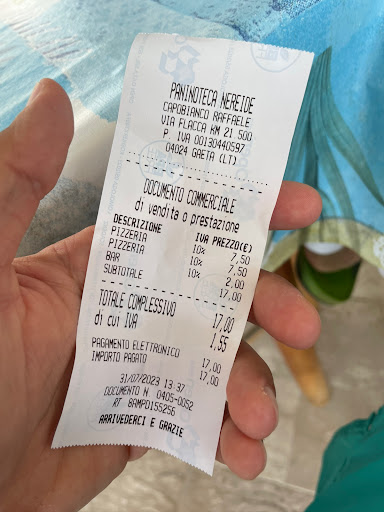 PANINOTECA NEREIDE
CAPOBIANCO RAFFAELE
VIA FLACCA KM 21.500
P. IVA 00130440597
04024 GAETA (LT)
DOCUMENTO COMMERCIALE
di vendita o prestazione
DESCRIZIONE IVA PREZZO(€)
PIZZERIA 10% 7,50
PIZZERIA 10% 7,50
BAR 10% 2,00
SUBTOTALE 17,00
TOTALE COMPLESSIVO 17,00
di cui IVA 1,55
PAGAMENTO ELETTRONICO 17,00
IMPORTO PAGATO 17,00
31/07/2023 13:37
DOCUMENTO N 0405-0052
RT 8AMP0155256
ARRIVEDERCI E GRAZIE